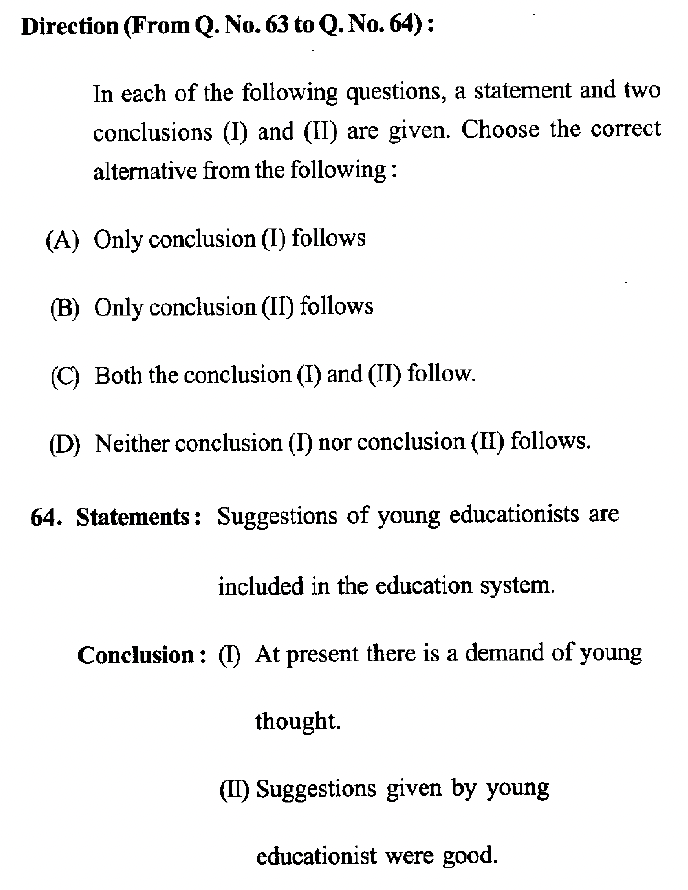 Direction (From Q. No. 63 to Q. No. 64) :
In each of the following questions, a statement and two
conclusions (I) and (II) are given. Choose the correct
alternative from the following :
(A) Only conclusion (I) follows
(B) Only conclusion (II) follows
(C) Both the conclusion (I) and (II) follow.
(D) Neither conclusion (I) nor conclusion (II) follows.
64. Statements : Suggestions of young educationists are
included in the education system.
Conclusion : (I) At present there is a demand of young
thought.
(II) Suggestions given by young
educationist were good.